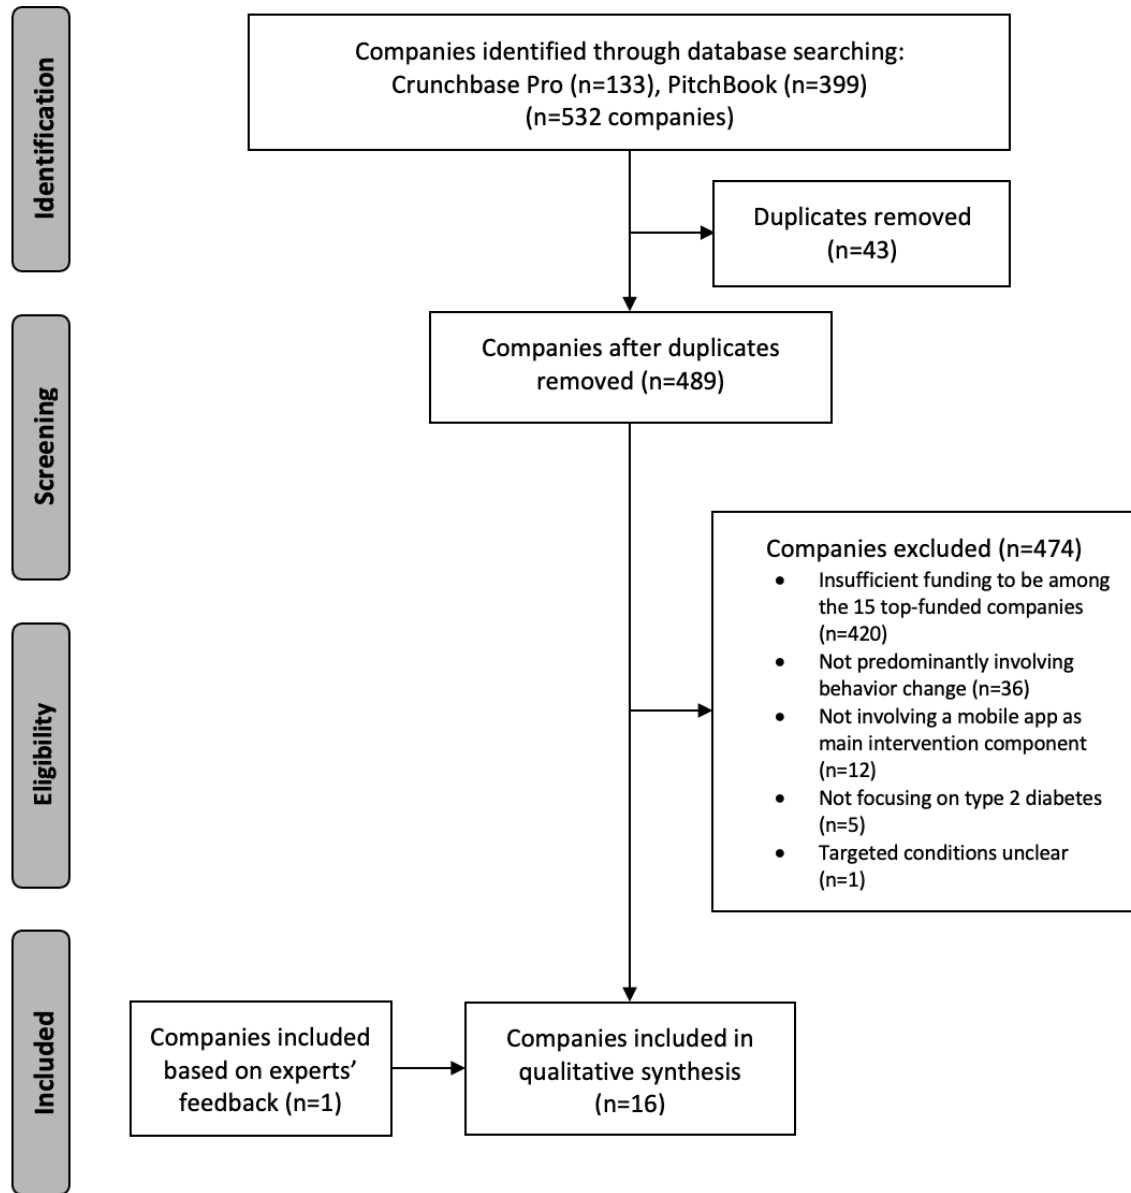 Identification
Companies identified through database searching:
Crunchbase Pro (n=133), PitchBook (n=399)
(n=532 companies)
Duplicates removed
(n=43)
Screening
Companies after duplicates
removed (n=489)
Eligibility
Companies excluded (n=474)
• Insufficient funding to be among
the 15 top-funded companies
(n=420)
• Not predominantly involving
behavior change (n=36)
• Not involving a mobile app as
main intervention component
(n=12)
• Not focusing on type 2 diabetes
(n=5)
• Targeted conditions unclear
(n=1)
Included
Companies included
based on experts’
feedback (n=1)
Companies included in
qualitative synthesis
(n=16)